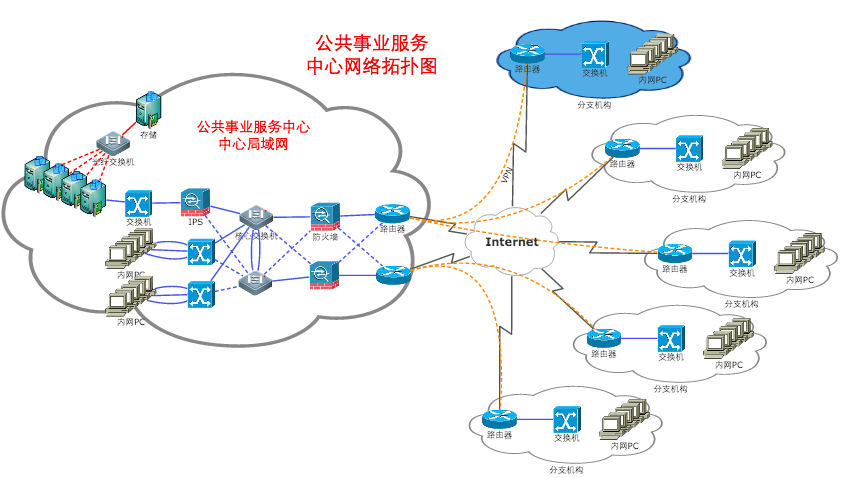 公共事业服务
中心网络拓扑图
公共事业服务中心
中心局域网
存储
光纤交换机
交换机
IPS
核心交换机
防火墙
路由器
内网PC
内网PC
VPN
Internet
路由器
交换机
内网PC
分支机构
路由器
交换机
内网PC
分支机构
路由器
交换机
内网PC
分支机构
路由器
交换机
内网PC
分支机构
路由器
交换机
内网PC
分支机构